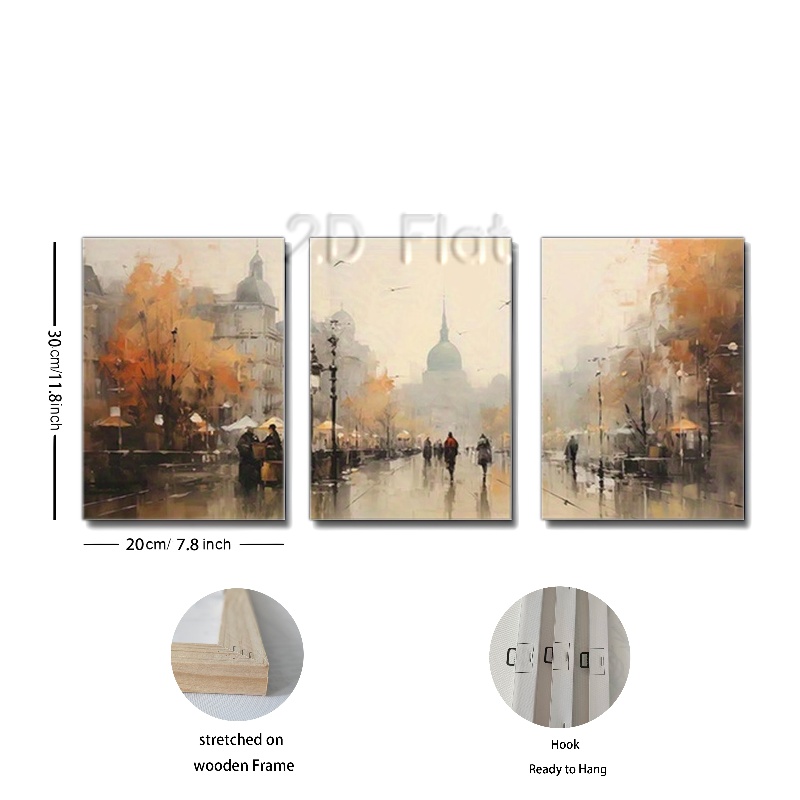 2D Flat
30cm/11.8inch
20cm/ 7.8 inch
stretched on
wooden Frame
Hook
Ready to Hang